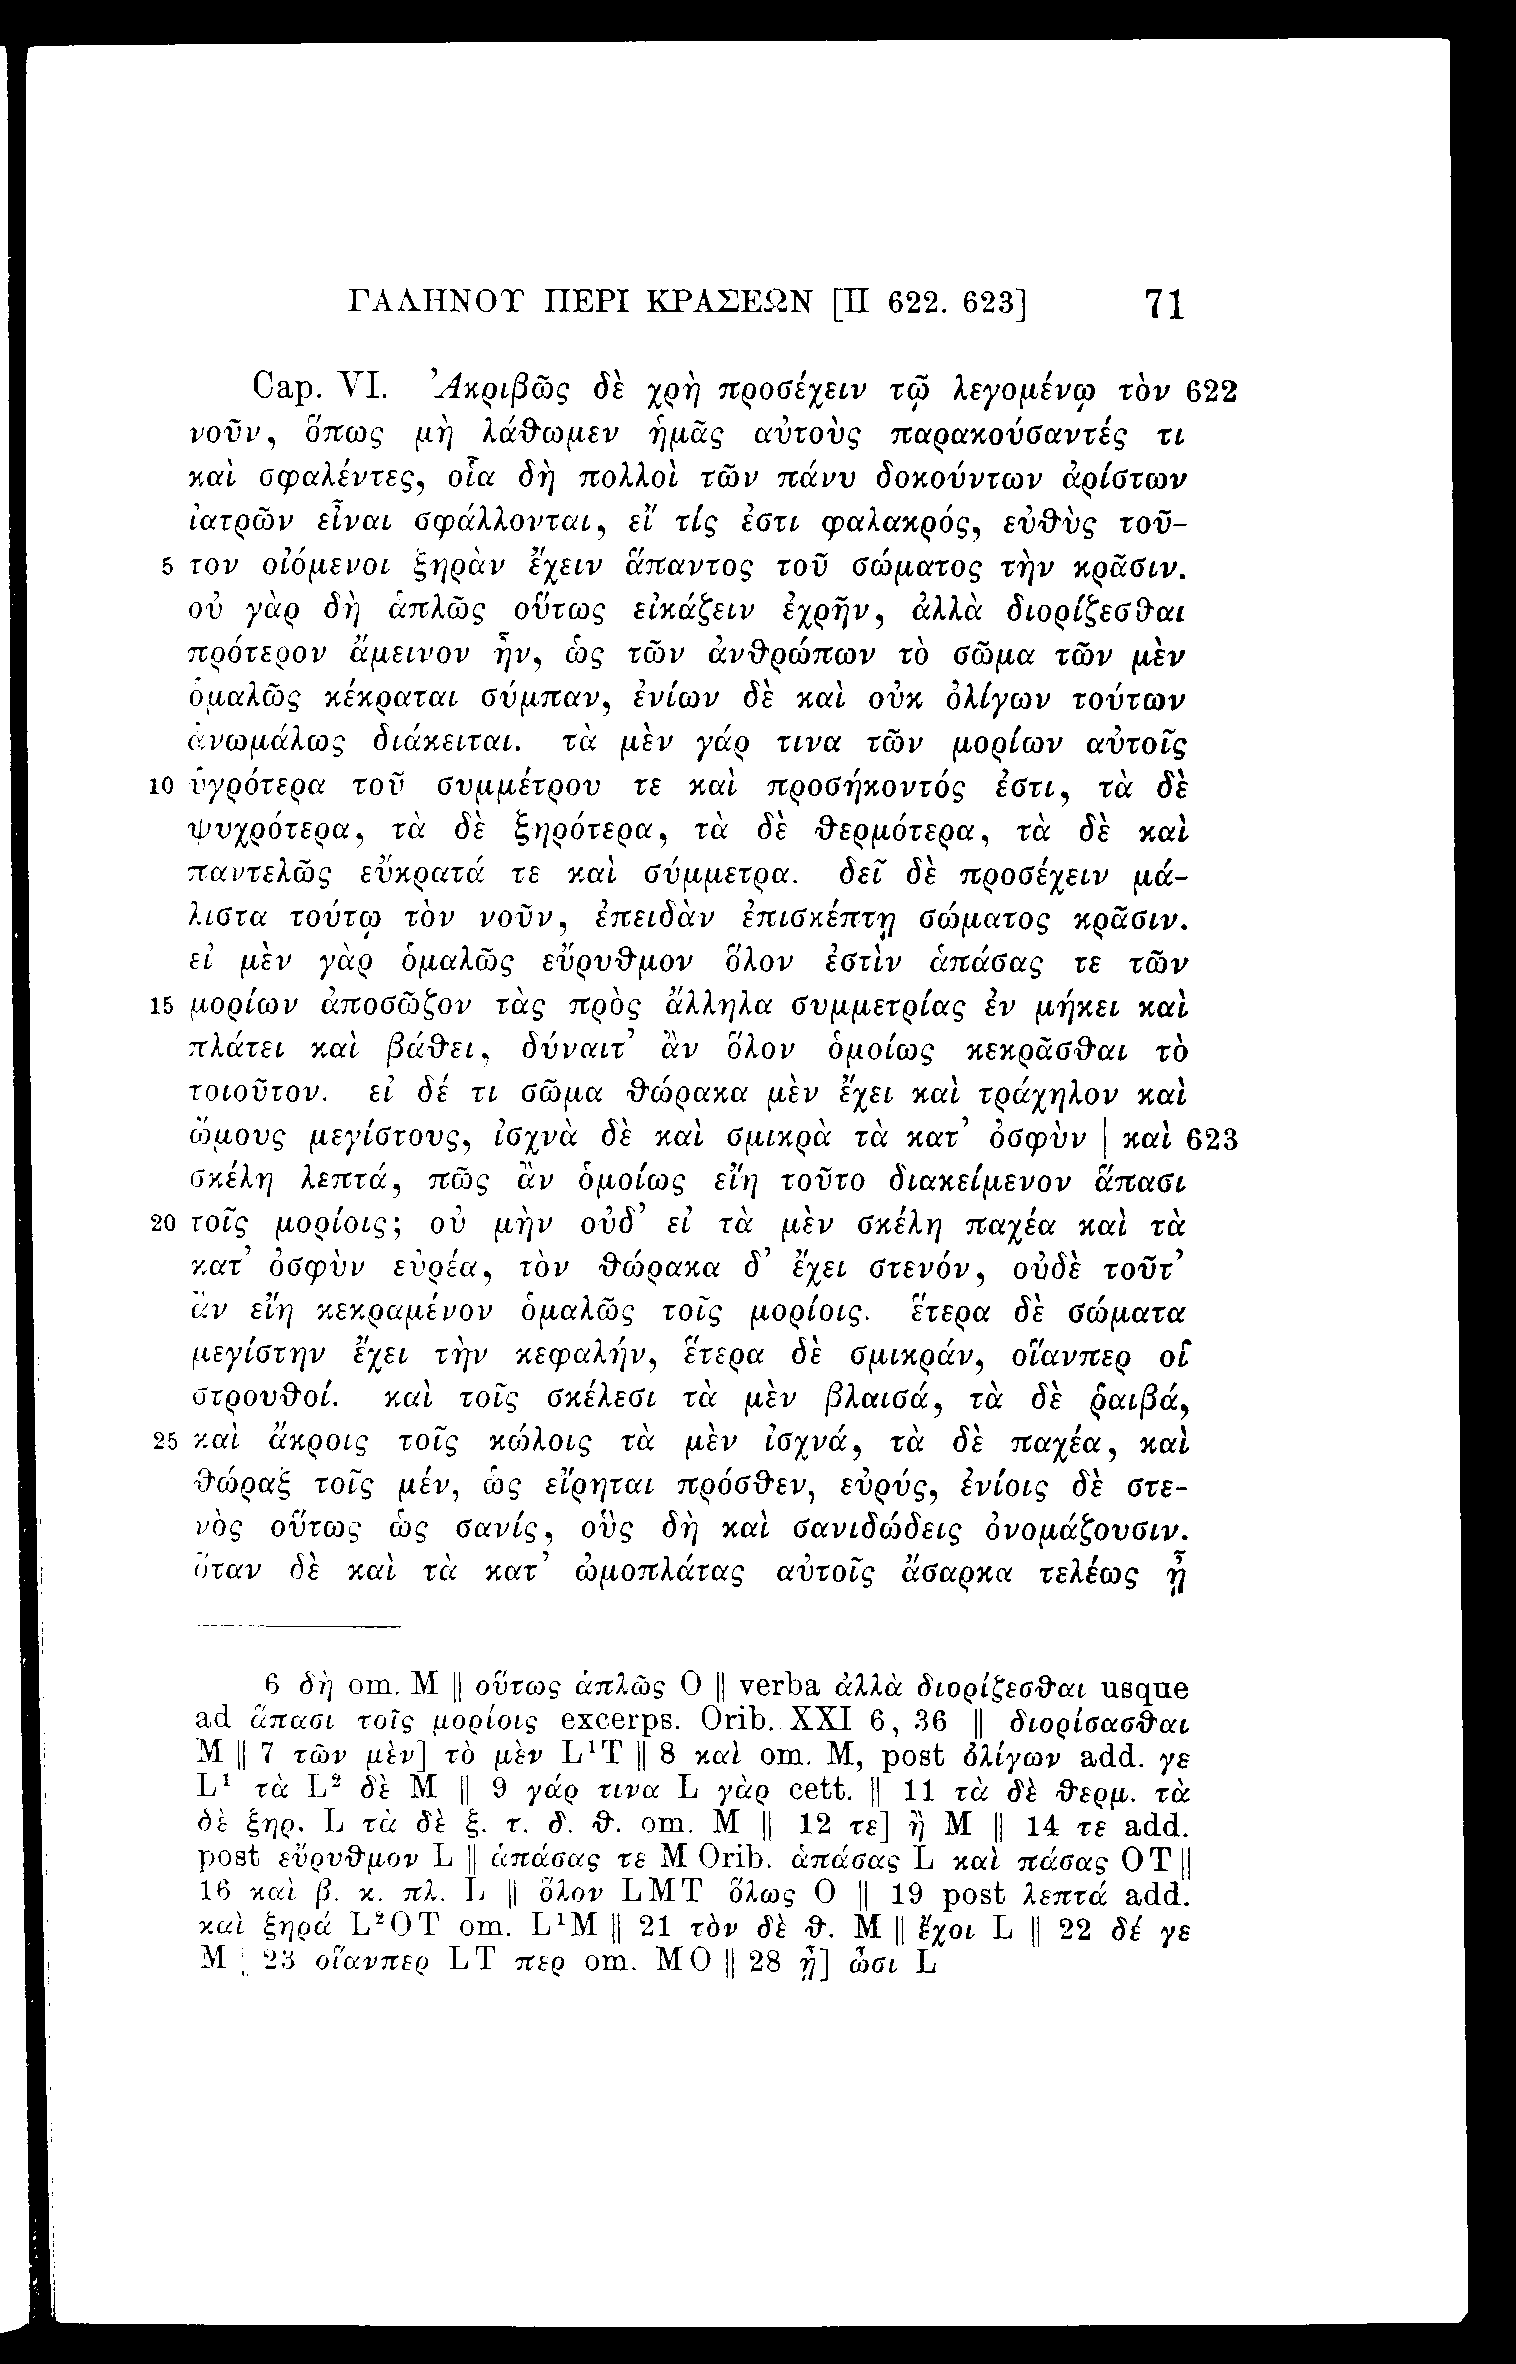 ΓΑΛΗΝΟΥ ΠΕΡΙ ΚΡΑΣΕΩΝ [II 622. 623] 71
Cap. VI. Ἀκριβῶς δὲ χρὴ προσέχειν τῷ λεγομένῳ τὸν 622
νοῦν, ὅπως μὴ λάθωμεν ἡμᾶς αὐτοὺς παρακούσαντές τι
καὶ σφαλέντες, οἷα δὴ πολλοὶ τῶν πάνυ δοκούντων ἀρίστων
ἰατρῶν εἶναι σφάλλονται, εἴ τίς ἐστι φαλακρός, εὐθὺς τοῦ-
5 τον οἰόμενοι ξηρὰν ἔχειν ἅπαντος τοῦ σώματος τὴν κρᾶσιν.
οὐ γὰρ δὴ ἁπλῶς οὕτως εἰκάζειν ἐχρῆν, ἀλλὰ διορίζεσθαι
πρότερον ἄμεινον ἦν, ὡς τῶν ἀνθρώπων τὸ σῶμα τῶν μὲν
ὁμαλῶς κέκραται σύμπαν, ἐνίων δὲ καὶ οὐκ ὀλίγων τούτων
ἀνωμάλως διάκειται. τὰ μὲν γάρ τινα τῶν μορίων αὐτοῖς
10 ὑγρότερα τοῦ συμμέτρου τε καὶ προσήκοντός ἐστι, τὰ δὲ
ψυχρότερα, τὰ δὲ ξηρότερα, τὰ δὲ θερμότερα, τὰ δὲ καὶ
παντελῶς εὔκρατά τε καὶ σύμμετρα. δεῖ δὲ προσέχειν μά-
λιστα τούτῳ τὸν νοῦν, ἐπειδὰν ἐπισκέπτῃ σώματος κρᾶσιν.
εἰ μὲν γὰρ ὁμαλῶς εὔρυθμον ὅλον ἐστὶν ἁπάσας τε τῶν
15 μορίων ἀποσῶζον τὰς πρὸς ἄλληλα συμμετρίας ἐν μήκει καὶ
πλάτει καὶ βάθει, δύναιτ’ ἂν ὅλον ὁμοίως κεκρᾶσθαι τὸ
τοιοῦτον. εἰ δέ τι σῶμα θώρακα μὲν ἔχει καὶ τράχηλον καὶ
ὤμους μεγίστους, ἰσχνὰ δὲ καὶ σμικρὰ τὰ κατ’ ὀσφὺν | καὶ 623
σκέλη λεπτά, πῶς ἂν ὁμοίως εἴη τοῦτο διακείμενον ἅπασι
20 τοῖς μορίοις; οὐ μὴν οὐδ’ εἰ τὰ μὲν σκέλη παχέα καὶ τὰ
κατ’ ὀσφὺν εὐρέα, τὸν θώρακα δ’ ἔχει στενόν, οὐδὲ τοῦτ’
ἂν εἴη κεκραμένον ὁμαλῶς τοῖς μορίοις. ἕτερα δὲ σώματα
μεγίστην ἔχει τὴν κεφαλήν, ἕτερα δὲ σμικράν, οἵανπερ οἱ
στρουθοί. καὶ τοῖς σκέλεσι τὰ μὲν βλαισά, τὰ δὲ ῥαιβά,
25 καὶ ἄκροις τοῖς κώλοις τὰ μὲν ἰσχνά, τὰ δὲ παχέα, καὶ
θώραξ τοῖς μέν, ὡς εἴρηται πρόσθεν, εὐρύς, ἐνίοις δὲ στε-
νὸς οὕτως ὡς σανίς, οὓς δὴ καὶ σανιδώδεις ὀνομάζουσιν.
ὅταν δὲ καὶ τὰ κατ’ ὠμοπλάτας αὐτοῖς ἄσαρκα τελέως ᾖ
6 δὴ om. M || οὕτως ἁπλῶς O || verba ἀλλὰ διορίζεσθαι usque
ad ἅπασι τοῖς μορίοις excerps. Orib. XXI 6, 36 || διορίσασθαι
M || 7 τῶν μὲν] τὸ μὲν L¹T || 8 καὶ om. M, post ὀλίγων add. γε
L¹ τὰ L² δὲ M || 9 γάρ τινα L γὰρ cett. || 11 τὰ δὲ θερμ. τὰ
δὲ ξηρ. L τὰ δὲ ξ. τ. δ. θ. om. M || 12 τε] ἢ M || 14 τε add.
post εὔρυθμον L || ἁπάσας τε M Orib. ἁπάσας L καὶ πάσας OT ||
16 καὶ β. κ. πλ. L || ὅλον LMT ὅλως O || 19 post λεπτά add.
καὶ ξηρά L²OT om. L¹M || 21 τὸν δὲ θ. M || ἔχοι L || 22 δέ γε
M || 23 οἵανπερ LT περ om. MO || 28 ᾖ] ὦσι L